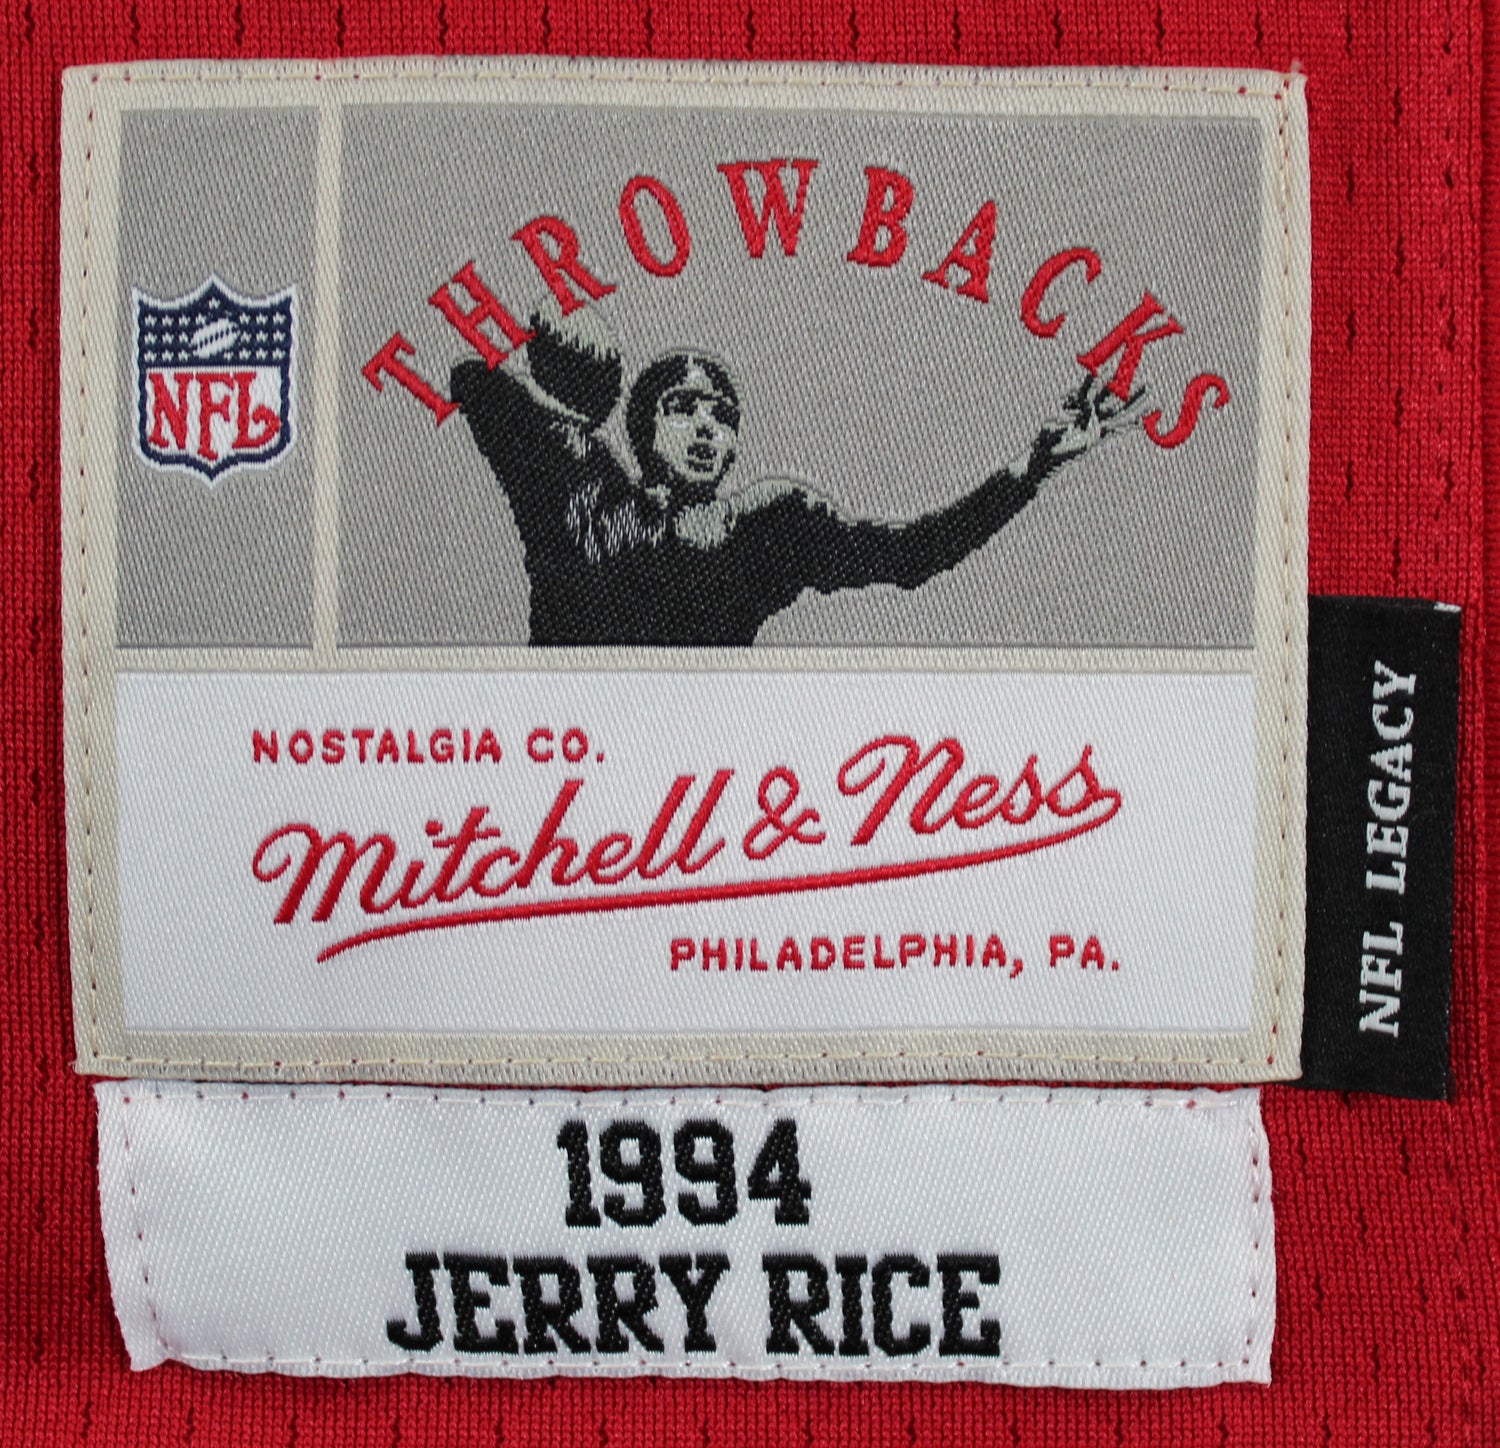 THROWBACKS
NFL
NOSTALGIA CO.
Mitchell & Ness
PHILADELPHIA, PA.
NFL LEGACY
1994
JERRY RICE